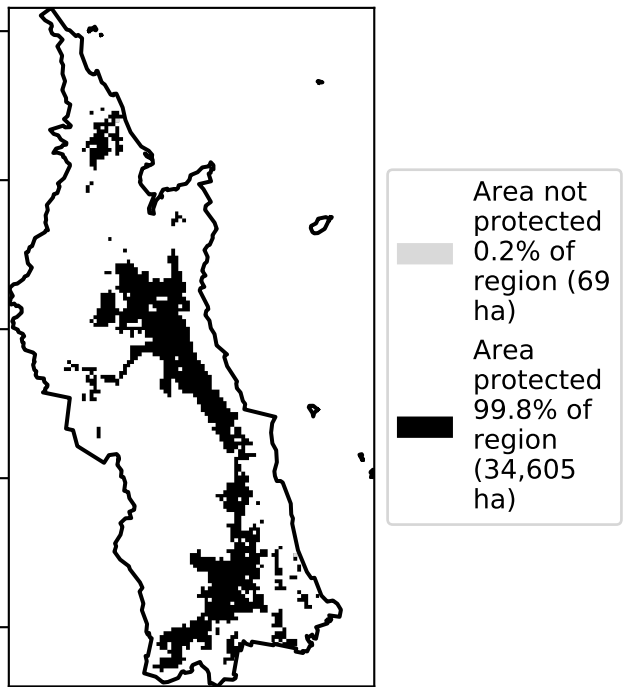 Area not
protected
0.2% of
region (69
ha)
Area
protected
99.8% of
region
(34,605
ha)